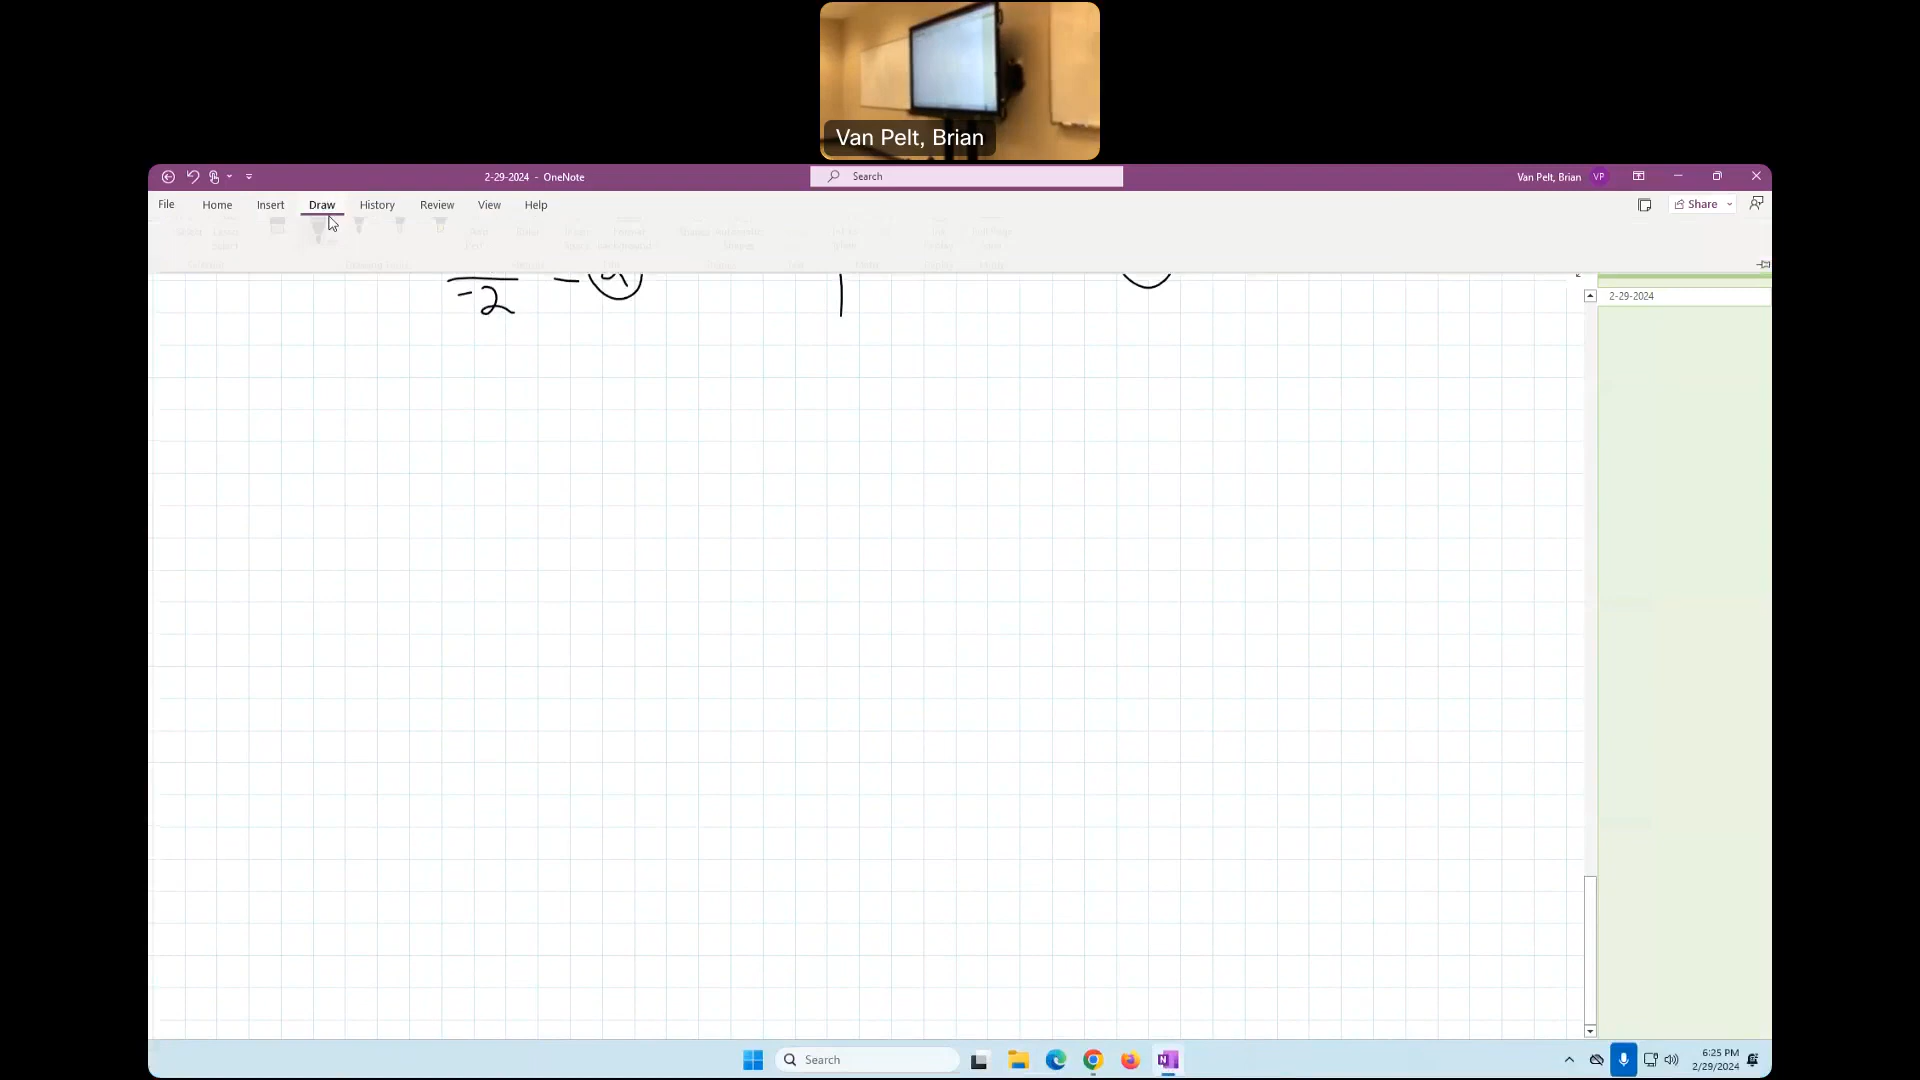 Van Pelt, Brian
2-29-2024 - OneNote
Search
Van Pelt, Brian VP
File Home Insert Draw History Review View Help
Share
-2
2-29-2024
Search
6:25 PM
2/29/2024